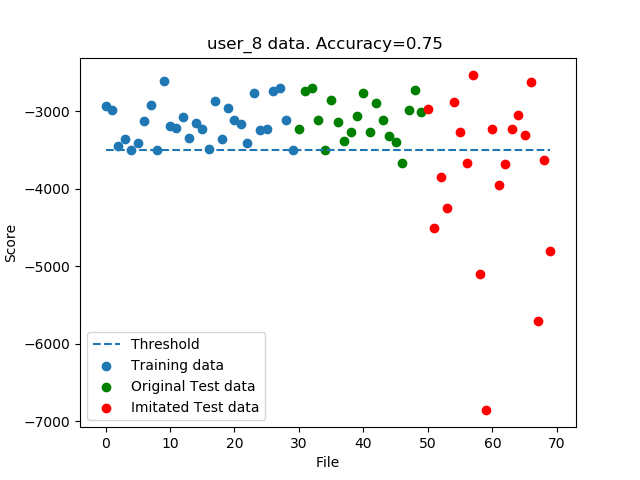 user_8 data. Accuracy=0.75
Score
−3000
−4000
−5000
−6000
−7000
Threshold
Training data
Original Test data
Imitated Test data
0 10 20 30 40 50 60 70
File